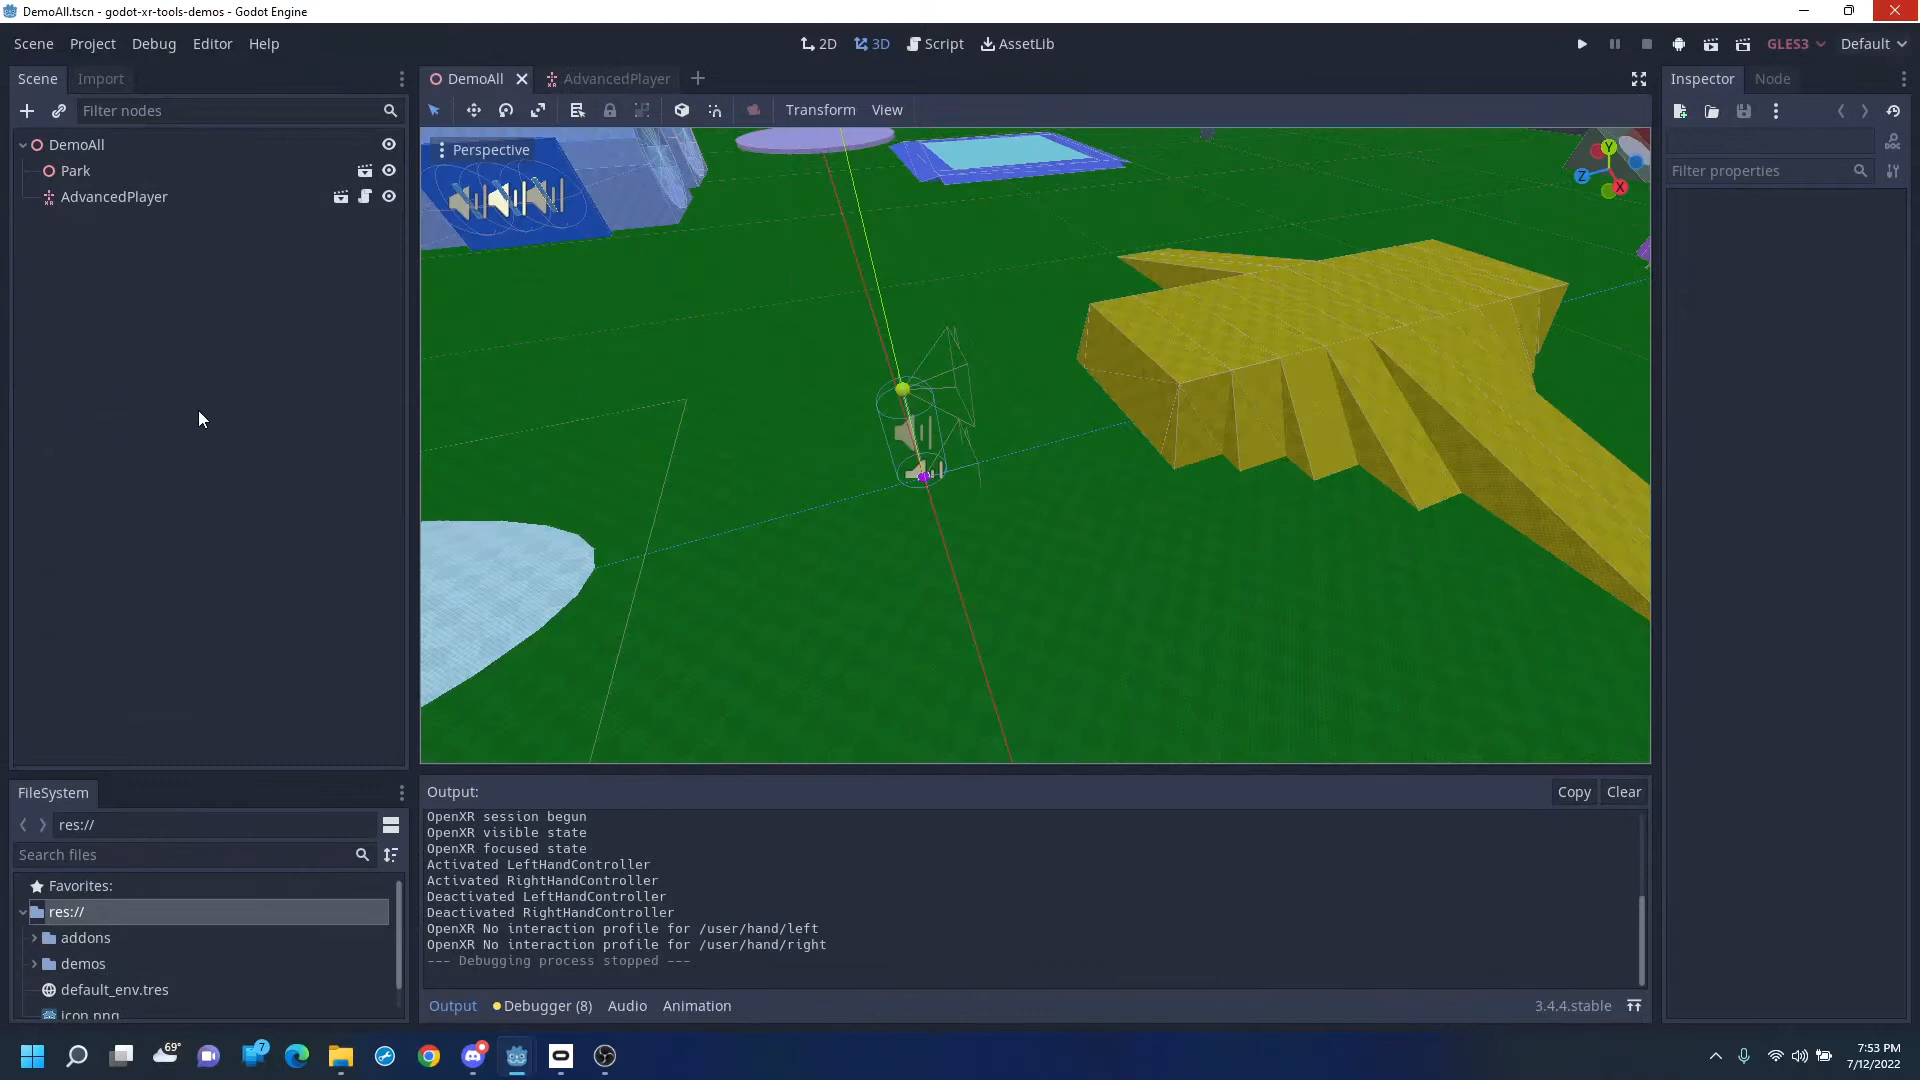 DemoAll.tscn - godot-xr-tools-demos - Godot Engine
Scene Project Debug Editor Help
2D 3D Script AssetLib
GLES3 Default
Scene Import
DemoAll AdvancedPlayer
Inspector Node
Filter nodes
Transform View
DemoAll
Park
AdvancedPlayer
Perspective
Y
Z
X
Filter properties
FileSystem
res://
Search files
Favorites:
res://
addons
demos
default_env.tres
icon.png
Output:
Copy Clear
OpenXR session begun
OpenXR visible state
OpenXR focused state
Activated LeftHandController
Activated RightHandController
Deactivated LeftHandController
Deactivated RightHandController
OpenXR No interaction profile for /user/hand/left
OpenXR No interaction profile for /user/hand/right
--- Debugging process stopped ---
Output Debugger (8) Audio Animation
3.4.4.stable
69°
7
7:53 PM
7/12/2022